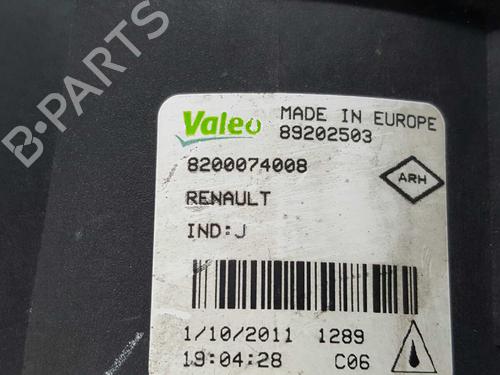 Valeo
MADE IN EUROPE
89202503
8200074008
ARH
RENAULT
IND:J
1/10/2011 1289
19:04:28 C06
B-PARTS